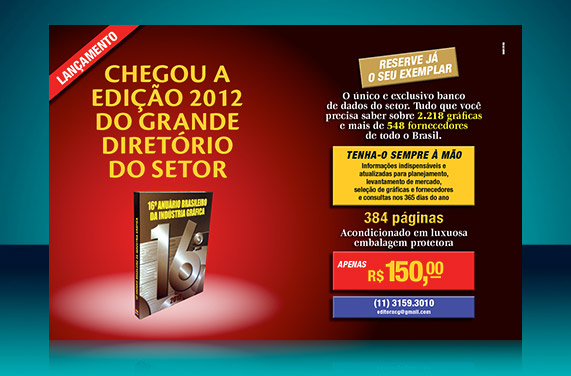 LANÇAMENTO
CHEGOU A
EDIÇÃO 2012
DO GRANDE
DIRETÓRIO
DO SETOR
16º ANUÁRIO BRASILEIRO
DA INDÚSTRIA GRÁFICA
16º
RESERVE JÁ
O SEU EXEMPLAR
O único e exclusivo banco
de dados do setor. Tudo que você
precisa saber sobre 2.218 gráficas
e mais de 548 fornecedores
de todo o Brasil.
TENHA-O SEMPRE À MÃO
Informações indispensáveis e
atualizadas para planejamento,
levantamento de mercado,
seleção de gráficas e fornecedores
e consultas nos 365 dias do ano
384 páginas
Acondicionado em luxuosa
embalagem protetora
APENAS
R$ 150,00
(11) 3159.3010
editoracg@gmail.com